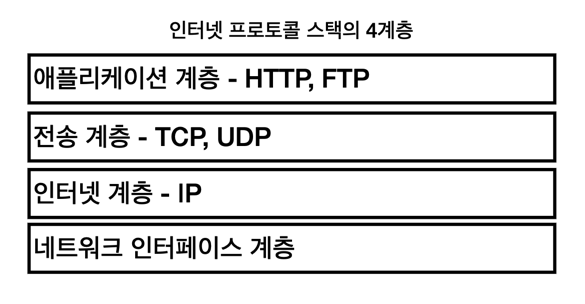 인터넷 프로토콜 스택의 4계층
애플리케이션 계층 - HTTP, FTP
전송 계층 - TCP, UDP
인터넷 계층 - IP
네트워크 인터페이스 계층